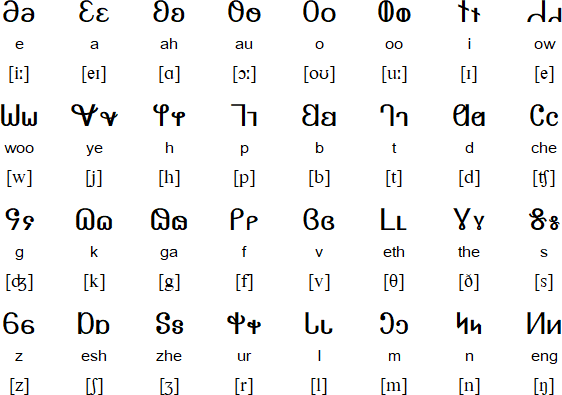 𐐀𐐨 𐐁𐐩 𐐂𐐪 𐐃𐐫 𐐄𐐬 𐐅𐐭 𐐆𐐮 𐐇𐐯
e a ah au o oo i ow
[iː] [eɪ] [ɑ] [ɔː] [oʊ] [uː] [ɪ] [e]
𐐎𐐶 𐐏𐐷 𐐐𐐸 𐐑𐐹 𐐒𐐺 𐐓𐐻 𐐔𐐼 𐐕𐐽
woo ye h p b t d che
[w] [j] [h] [p] [b] [t] [d] [ʧ]
𐐖𐐾 𐐗𐐿 𐐘𐑀 𐐙𐑁 𐐚𐑂 𐐛𐑃 𐐜𐑄 𐐝𐑅
g k ga f v eth the s
[ʤ] [k] [g] [f] [v] [θ] [ð] [s]
𐐞𐑆 𐐟𐑇 𐐠𐑈 𐐡𐑉 𐐢𐑊 𐐣𐑋 𐐤𐑌 𐐥𐑍
z esh zhe ur l m n eng
[z] [ʃ] [ʒ] [r] [l] [m] [n] [ŋ]